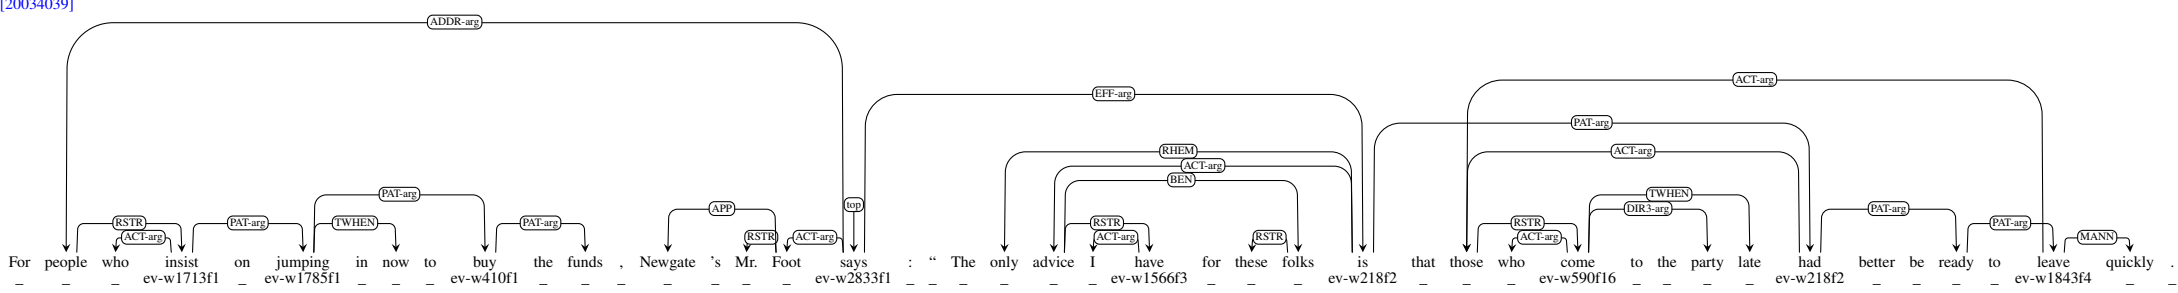 [20034039]
ADDR-arg
ACT-arg
EFF-arg
PAT-arg
RHEM ACT-arg
ACT-arg
BEN
PAT-arg TWHEN
top
APP DIR3-arg PAT-arg
RSTR PAT-arg TWHEN PAT-arg RSTR RSTR PAT-arg
ACT-arg RSTR ACT-arg ACT-arg RSTR ACT-arg MANN
For people who insist on jumping in now to buy the funds , Newgate 's Mr. Foot says : “ The only advice I have for these folks is that those who come to the party late had better be ready to leave quickly .
_ _ _ ev-w1713f1 _ ev-w1785f1 _ _ _ ev-w410f1 _ _ _ _ _ _ _ ev-w2833f1 _ _ _ _ _ _ ev-w1566f3 _ _ _ ev-w218f2 _ _ _ ev-w590f16 _ _ _ _ ev-w218f2 _ _ _ _ ev-w1843f4 _ _